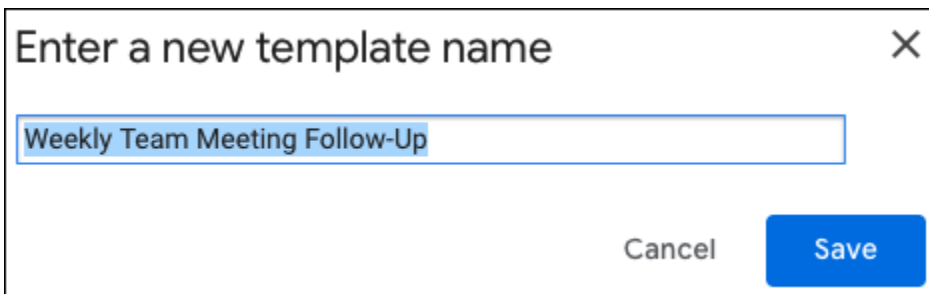 Enter a new template name
Weekly Team Meeting Follow-Up
Cancel Save